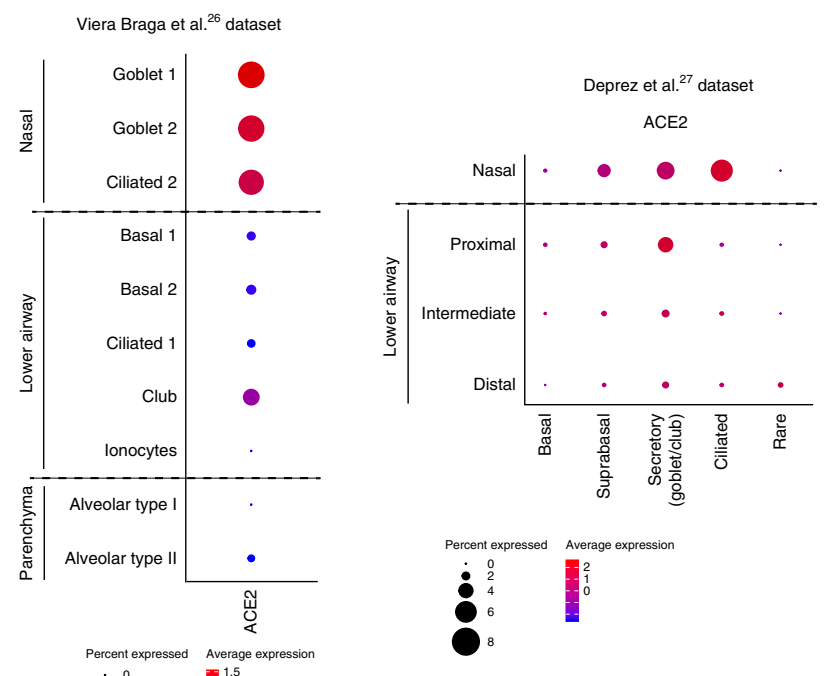 Viera Braga et al.26 dataset
Nasal
Goblet 1
Goblet 2
Ciliated 2
Lower airway
Basal 1
Basal 2
Ciliated 1
Club
Ionocytes
Parenchyma
Alveolar type I
Alveolar type II
ACE2
Percent expressed
0
Average expression
1.5
Deprez et al.27 dataset
ACE2
Nasal
Lower airway
Proximal
Intermediate
Distal
Basal
Suprabasal
Secretory
(goblet/club)
Ciliated
Rare
Percent expressed
0
2
4
6
8
Average expression
2
1
0